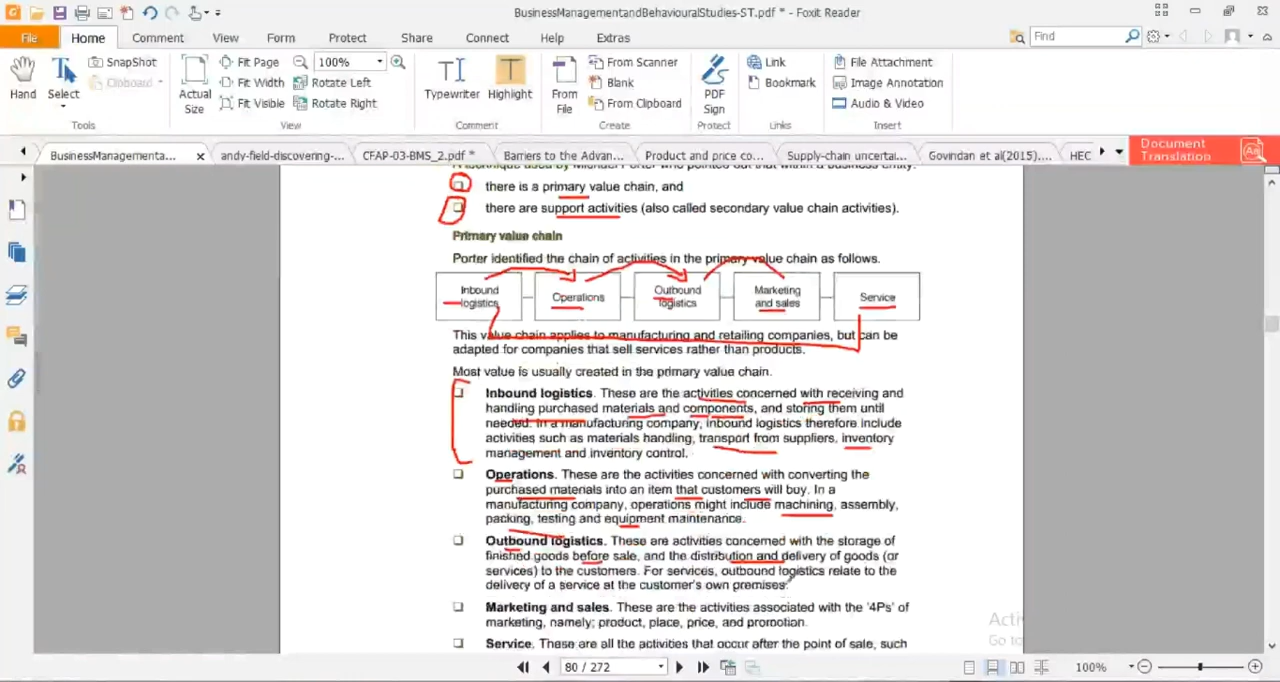 BusinessManagementandBehaviouralStudies-ST.pdf * - Foxit Reader
File Home Comment View Form Protect Share Connect Help Extras Find
SnapShot Fit Page 100% From Scanner Link File Attachment
Clipboard Fit Width Rotate Left Blank Bookmark Image Annotation
Hand Select Actual Size Fit Visible Rotate Right Typewriter Highlight From File From Clipboard PDF Sign Audio & Video
Tools View Comment Create Protect Links Insert
BusinessManagementa... andy-field-discovering-... CFAP-03-BMS_2.pdf * Barriers to the Advan... Product and price co... Supply-chain uncertai... Govindan et al(2015).... HEC Document Translation
technique used by Michael Porter who pointed out that within a business entity:
there is a primary value chain, and
there are support activities (also called secondary value chain activities).
Primary value chain
Porter identified the chain of activities in the primary value chain as follows.
Inbound logistics Operations Outbound logistics Marketing and sales Service
This value chain applies to manufacturing and retailing companies, but can be
adapted for companies that sell services rather than products.
Most value is usually created in the primary value chain.
Inbound logistics. These are the activities concerned with receiving and
handling purchased materials and components, and storing them until
needed. In a manufacturing company, inbound logistics therefore include
activities such as materials handling, transport from suppliers, inventory
management and inventory control.
Operations. These are the activities concerned with converting the
purchased materials into an item that customers will buy. In a
manufacturing company, operations might include machining, assembly,
packing, testing and equipment maintenance.
Outbound logistics. These are activities concerned with the storage of
finished goods before sale, and the distribution and delivery of goods (or
services) to the customers. For services, outbound logistics relate to the
delivery of a service at the customer's own premises.
Marketing and sales. These are the activities associated with the '4Ps' of
marketing, namely; product, place, price, and promotion.
Service. These are all the activities that occur after the point of sale, such
80 / 272 100%